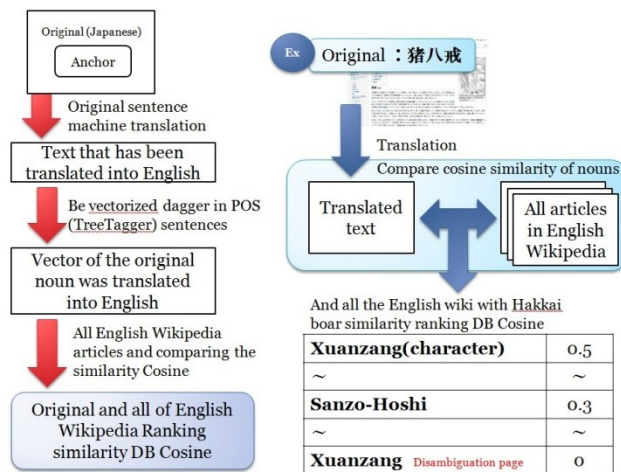 Original (Japanese)
Anchor
Original sentence
machine translation
Text that has been
translated into English
Be vectorized dagger in POS
(TreeTagger) sentences
Vector of the original
noun was translated
into English
All English Wikipedia
articles and comparing the
similarity Cosine
Original and all of English
Wikipedia Ranking
similarity DB Cosine
Ex
Original ：猪八戒
Translation
Compare cosine similarity of nouns
Translated
text
All articles
in English
Wikipedia
And all the English wiki with Hakkai
boar similarity ranking DB Cosine
Xuanzang(character) 0.5
~ ~
Sanzo-Hoshi 0.3
~ ~
Xuanzang Disambiguation page 0